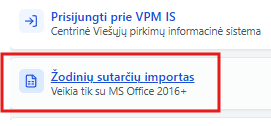 Prisijungti prie VPM IS
Centrinė Viešųjų pirkimų informacinė sistema
Žodinių sutarčių importas
Veikia tik su MS Office 2016+